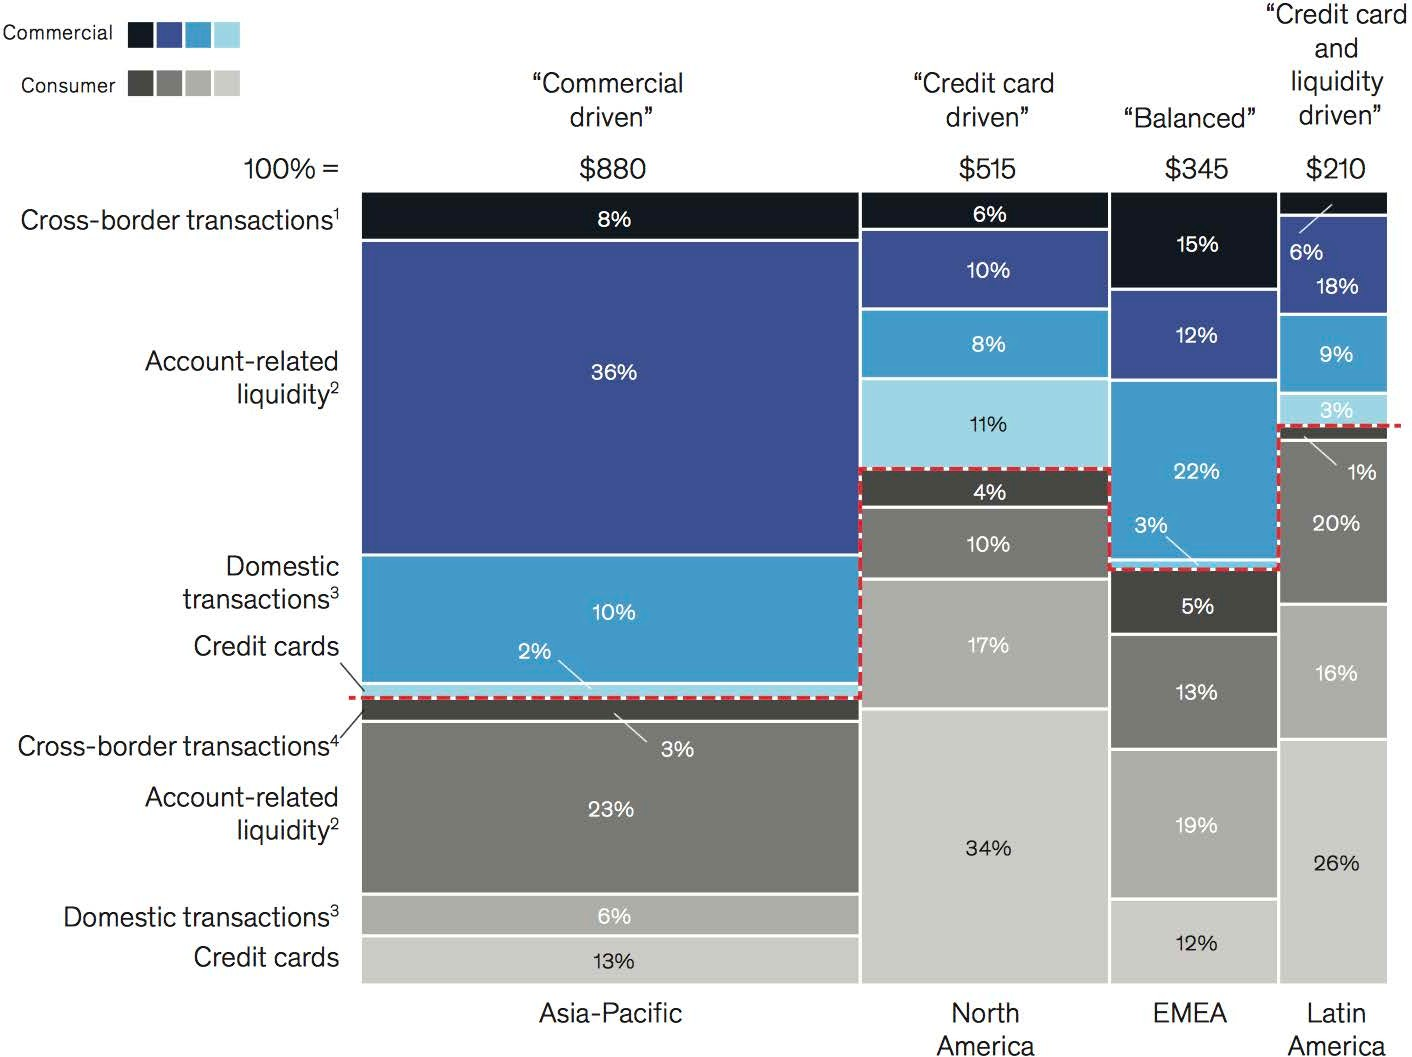 Commercial
Consumer
“Commercial
driven”
“Credit card
driven”
“Balanced”
“Credit card
and
liquidity
driven”
100% =
$880
$515
$345
$210
Cross-border transactions1
8%
6%
15%
6%
Account-related
liquidity2
36%
10%
12%
18%
Domestic
transactions3
10%
8%
22%
9%
Credit cards
2%
11%
3%
3%
Cross-border transactions4
3%
4%
5%
1%
Account-related
liquidity2
23%
10%
13%
20%
Domestic transactions3
6%
17%
19%
16%
Credit cards
13%
34%
12%
26%
Asia-Pacific
North
America
EMEA
Latin
America